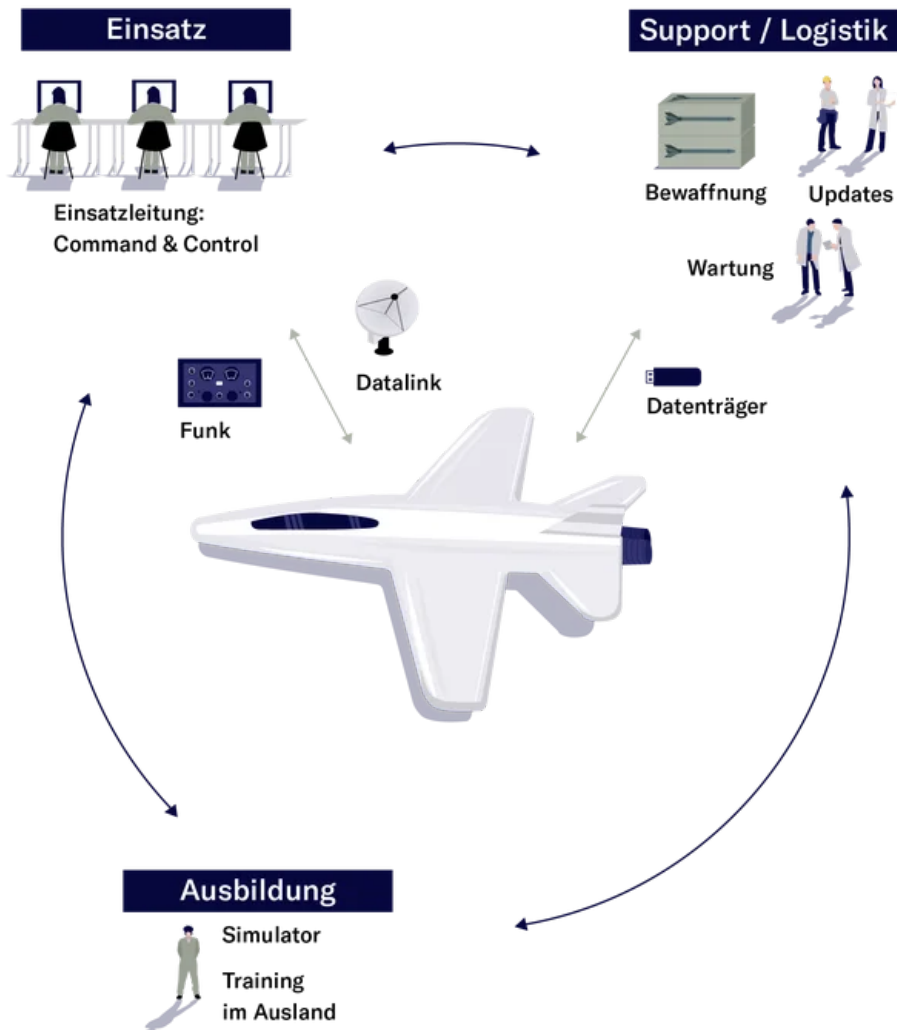 Einsatz
Einsatzleitung:
Command & Control
Support / Logistik
Bewaffnung
Updates
Wartung
Funk
Datalink
Datenträger
Ausbildung
Simulator
Training
im Ausland